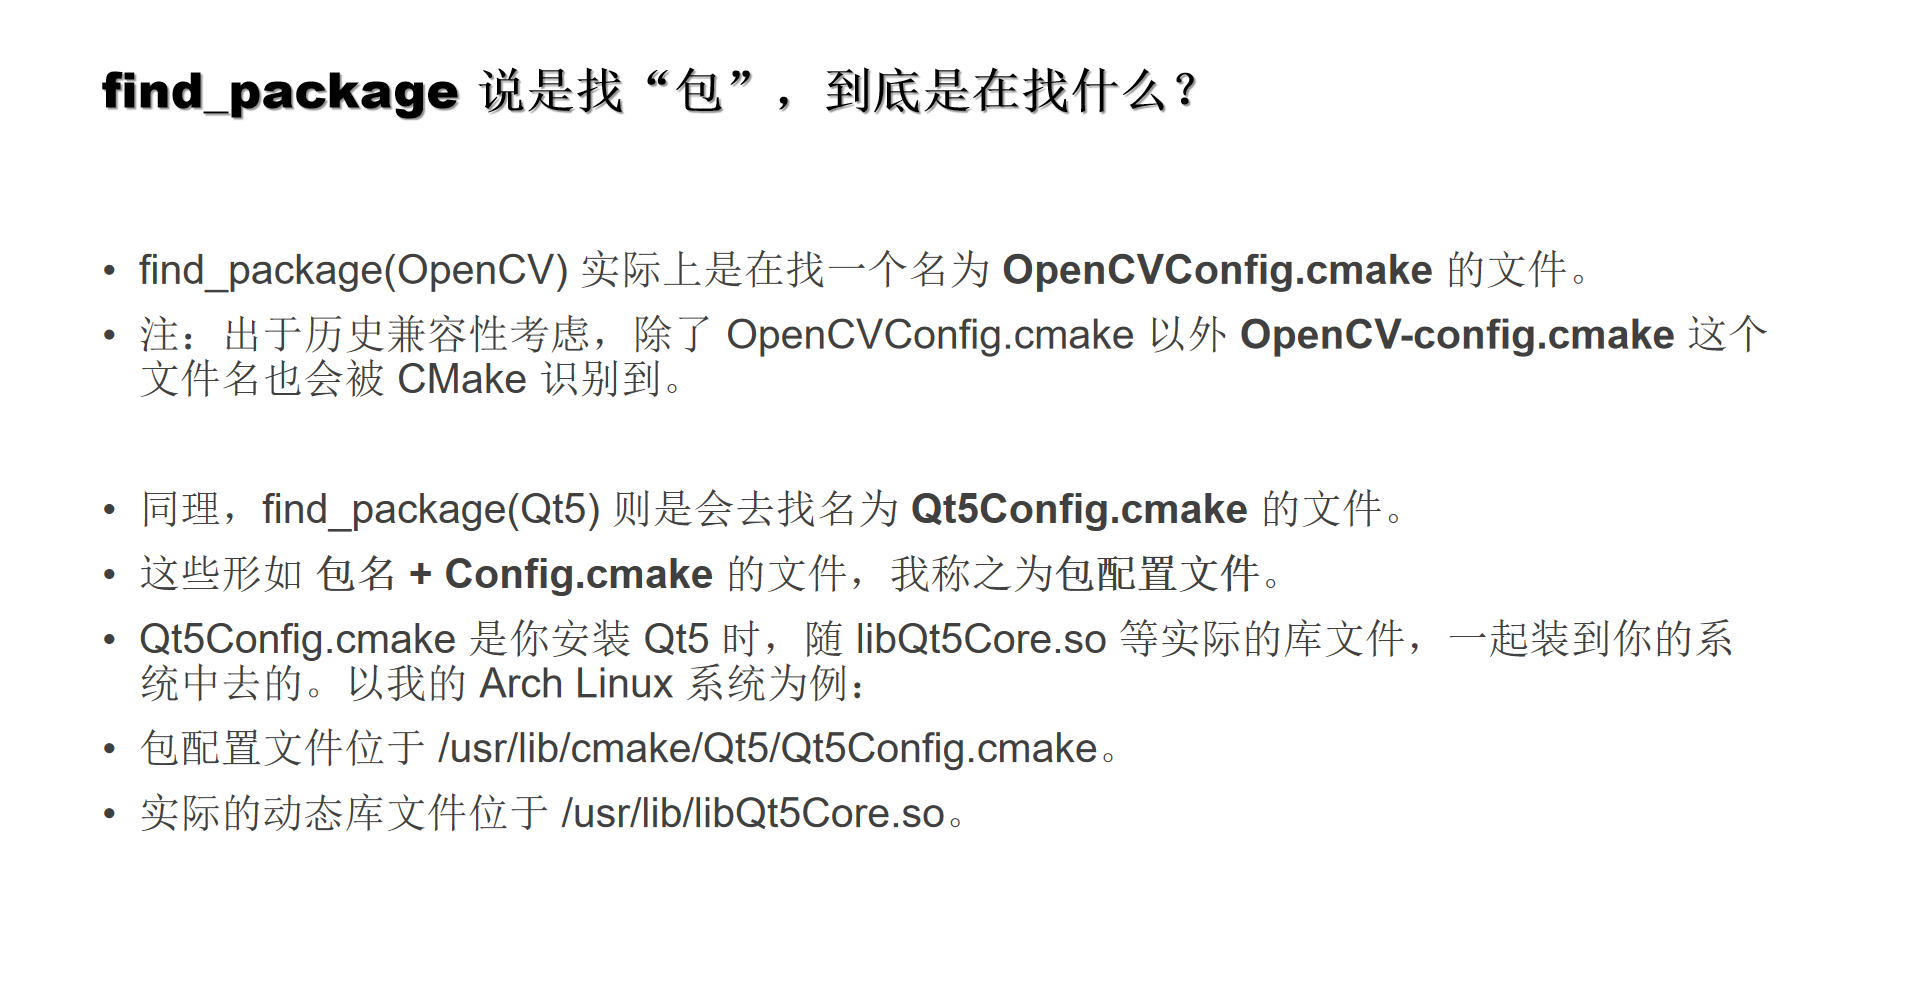 find_package 说是找“包”，到底是在找什么？
• find_package(OpenCV) 实际上是在找一个名为 OpenCVConfig.cmake 的文件。
• 注：出于历史兼容性考虑，除了 OpenCVConfig.cmake 以外 OpenCV-config.cmake 这个
文件名也会被 CMake 识别到。
• 同理，find_package(Qt5) 则是会去找名为 Qt5Config.cmake 的文件。
• 这些形如 包名 + Config.cmake 的文件，我称之为包配置文件。
• Qt5Config.cmake 是你安装 Qt5 时，随 libQt5Core.so 等实际的库文件，一起装到你的系
统中去的。以我的 Arch Linux 系统为例：
• 包配置文件位于 /usr/lib/cmake/Qt5/Qt5Config.cmake。
• 实际的动态库文件位于 /usr/lib/libQt5Core.so。